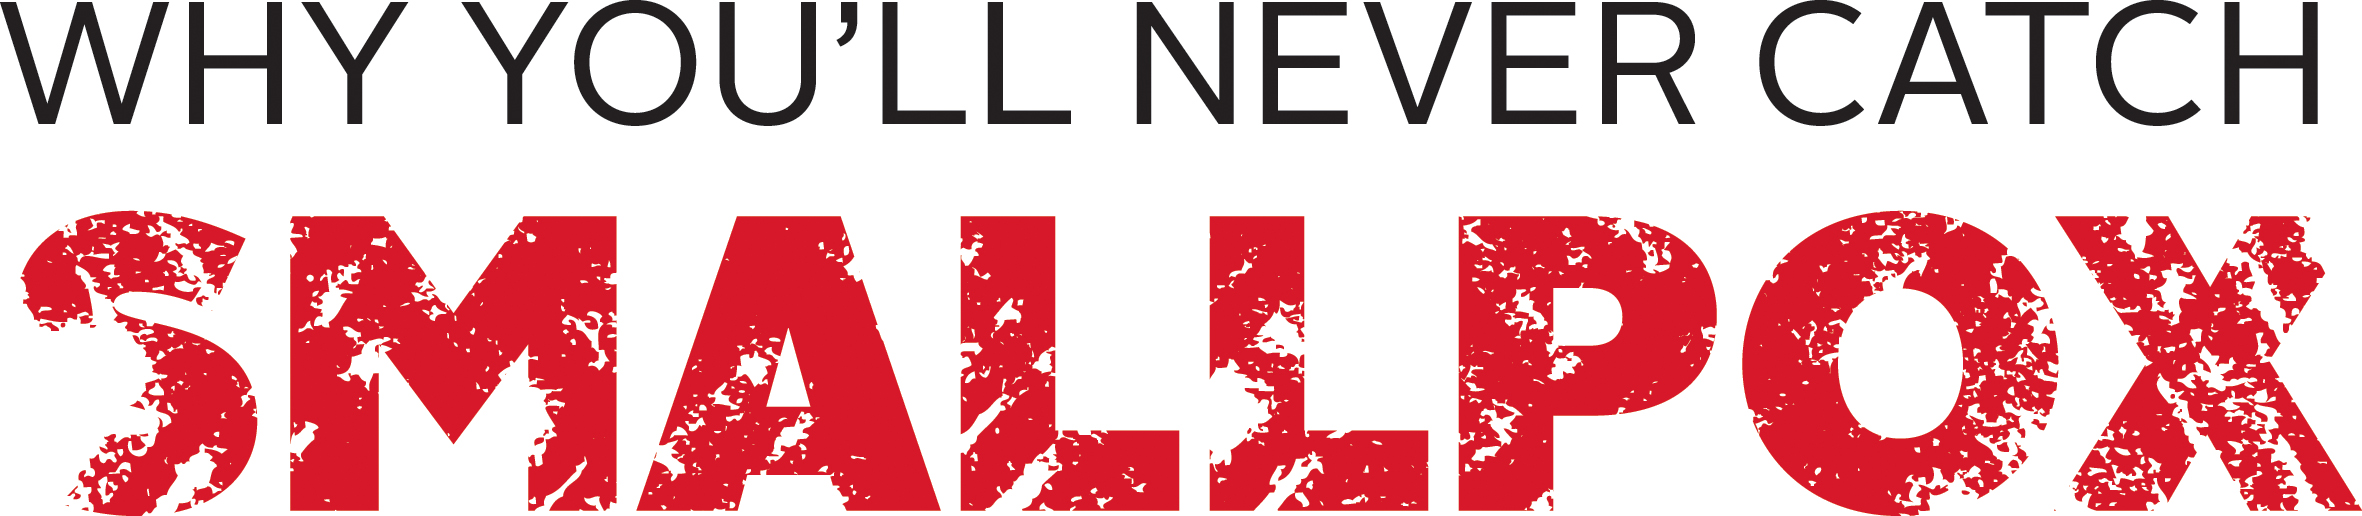 WHY YOU’LL NEVER CATCH
SMALLPOX